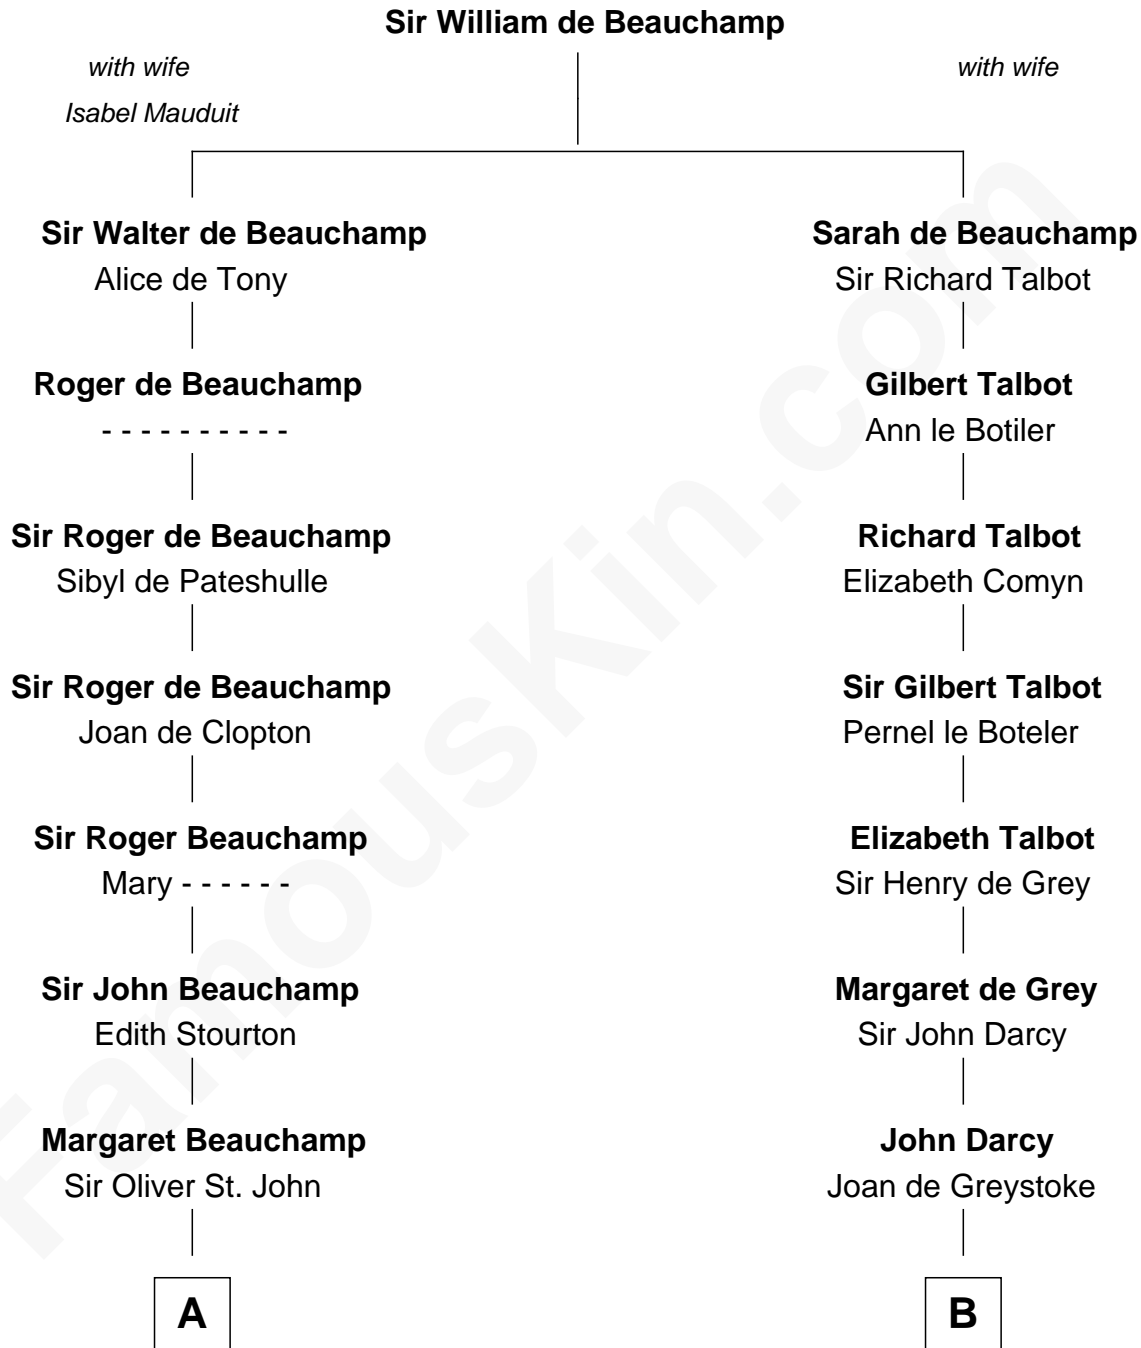 Sir William de Beauchamp
with wife
with wife
Isabel Mauduit
Sir Walter de Beauchamp
Sarah de Beauchamp
Alice de Tony
Sir Richard Talbot
Roger de Beauchamp
Gilbert Talbot
- - - - - - - - - -
Ann le Botiler
Sir Roger de Beauchamp
Richard Talbot
Sibyl de Pateshulle
Elizabeth Comyn
Sir Roger de Beauchamp
Sir Gilbert Talbot
Joan de Clopton
Pernel le Boteler
Sir Roger Beauchamp
Elizabeth Talbot
Mary - - - - - -
Sir Henry de Grey
Sir John Beauchamp
Margaret de Grey
Edith Stourton
Sir John Darcy
Margaret Beauchamp
John Darcy
Sir Oliver St. John
Joan de Greystoke
A
B
FamousKin.com